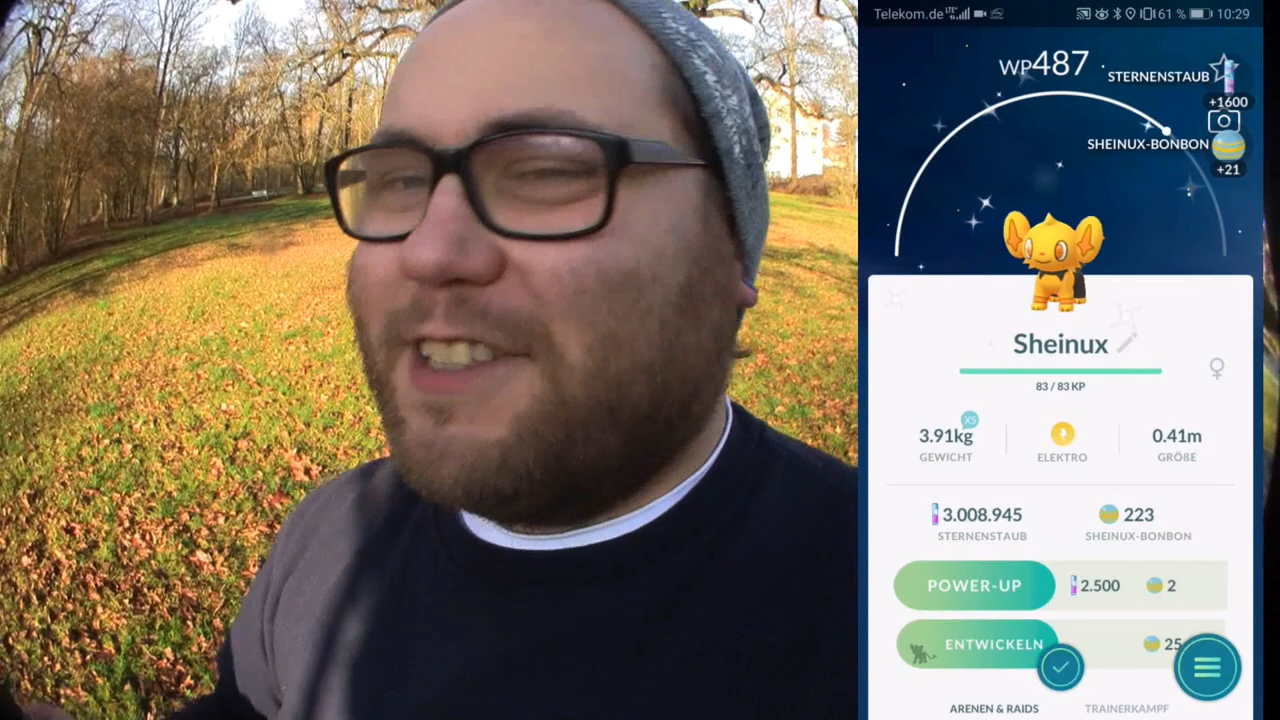 Telekom.de LTE 61 % 10:29
WP487
STERNENSTAUB
+1600
SHEINUX-BONBON
+21
Sheinux
83 / 83 KP
XS
3.91kg
GEWICHT
ELEKTRO
0.41m
GRÖßE
3.008.945
STERNENSTAUB
223
SHEINUX-BONBON
POWER-UP 2.500 2
ENTWICKELN
ARENEN & RAIDS TRAINERKAMPF